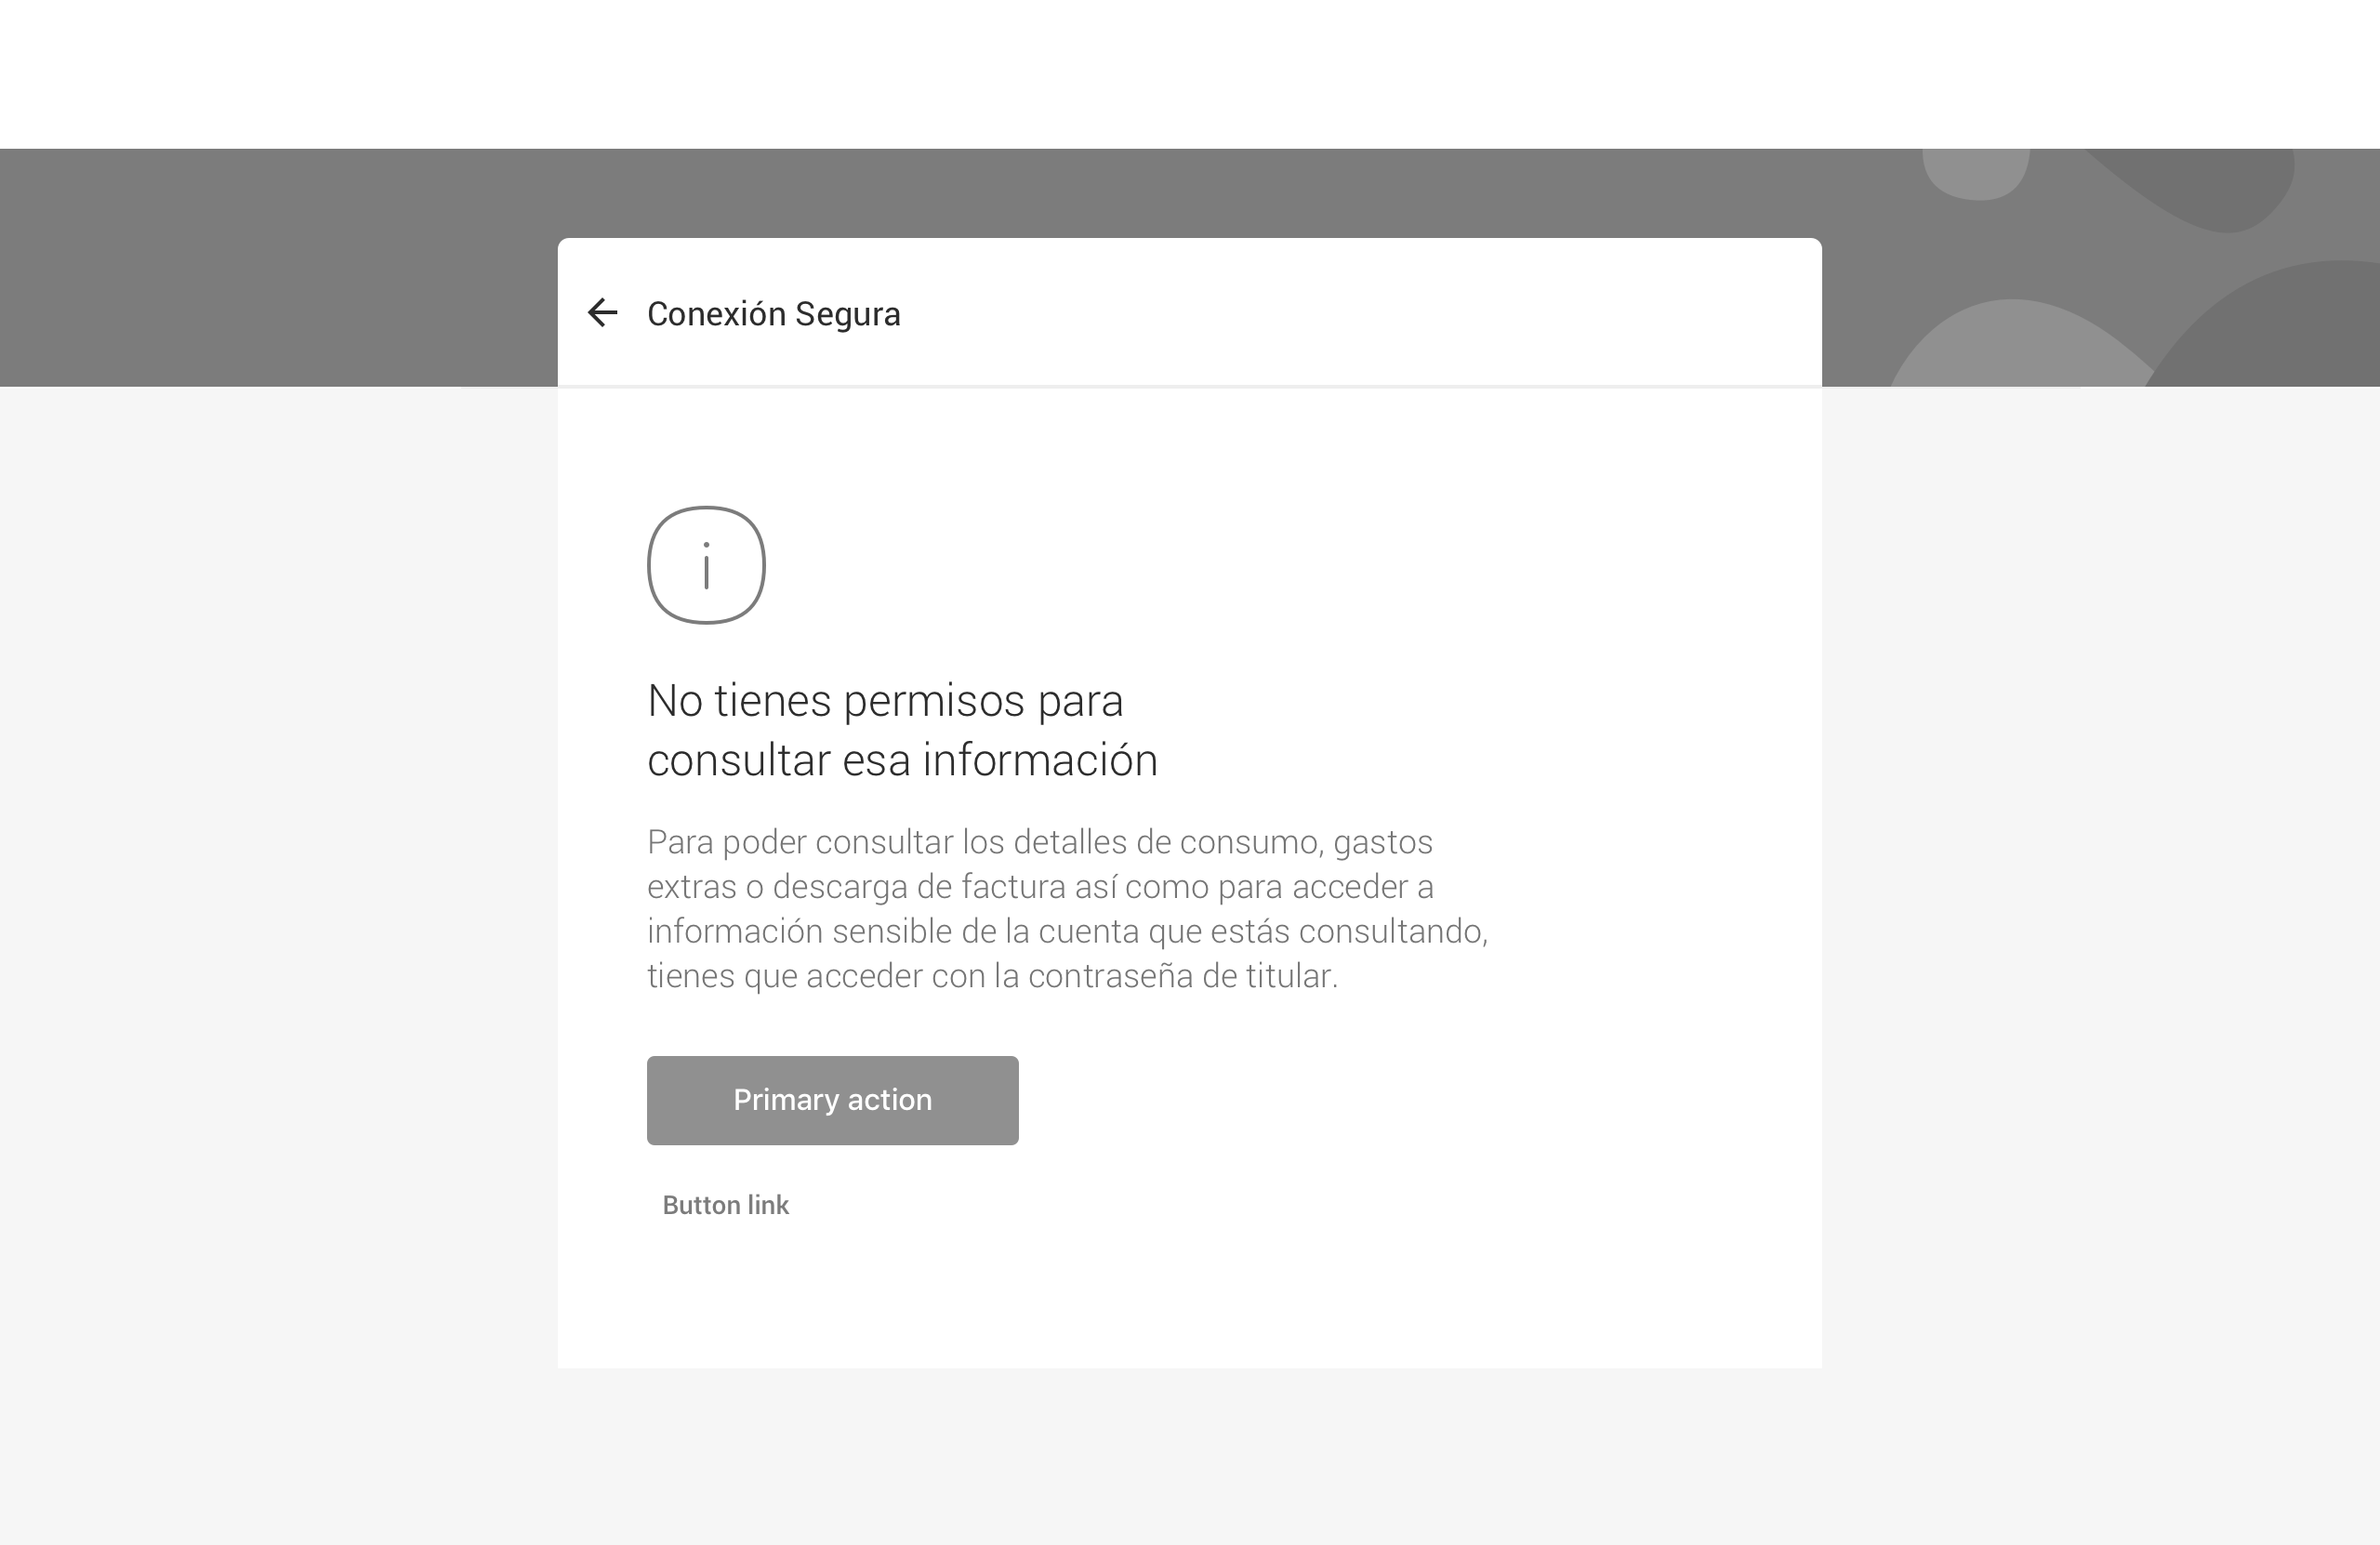 Conexión Segura
No tienes permisos para
consultar esa información
Para poder consultar los detalles de consumo, gastos
extras o descarga de factura así como para acceder a
información sensible de la cuenta que estás consultando,
tienes que acceder con la contraseña de titular.
Primary action
Button link